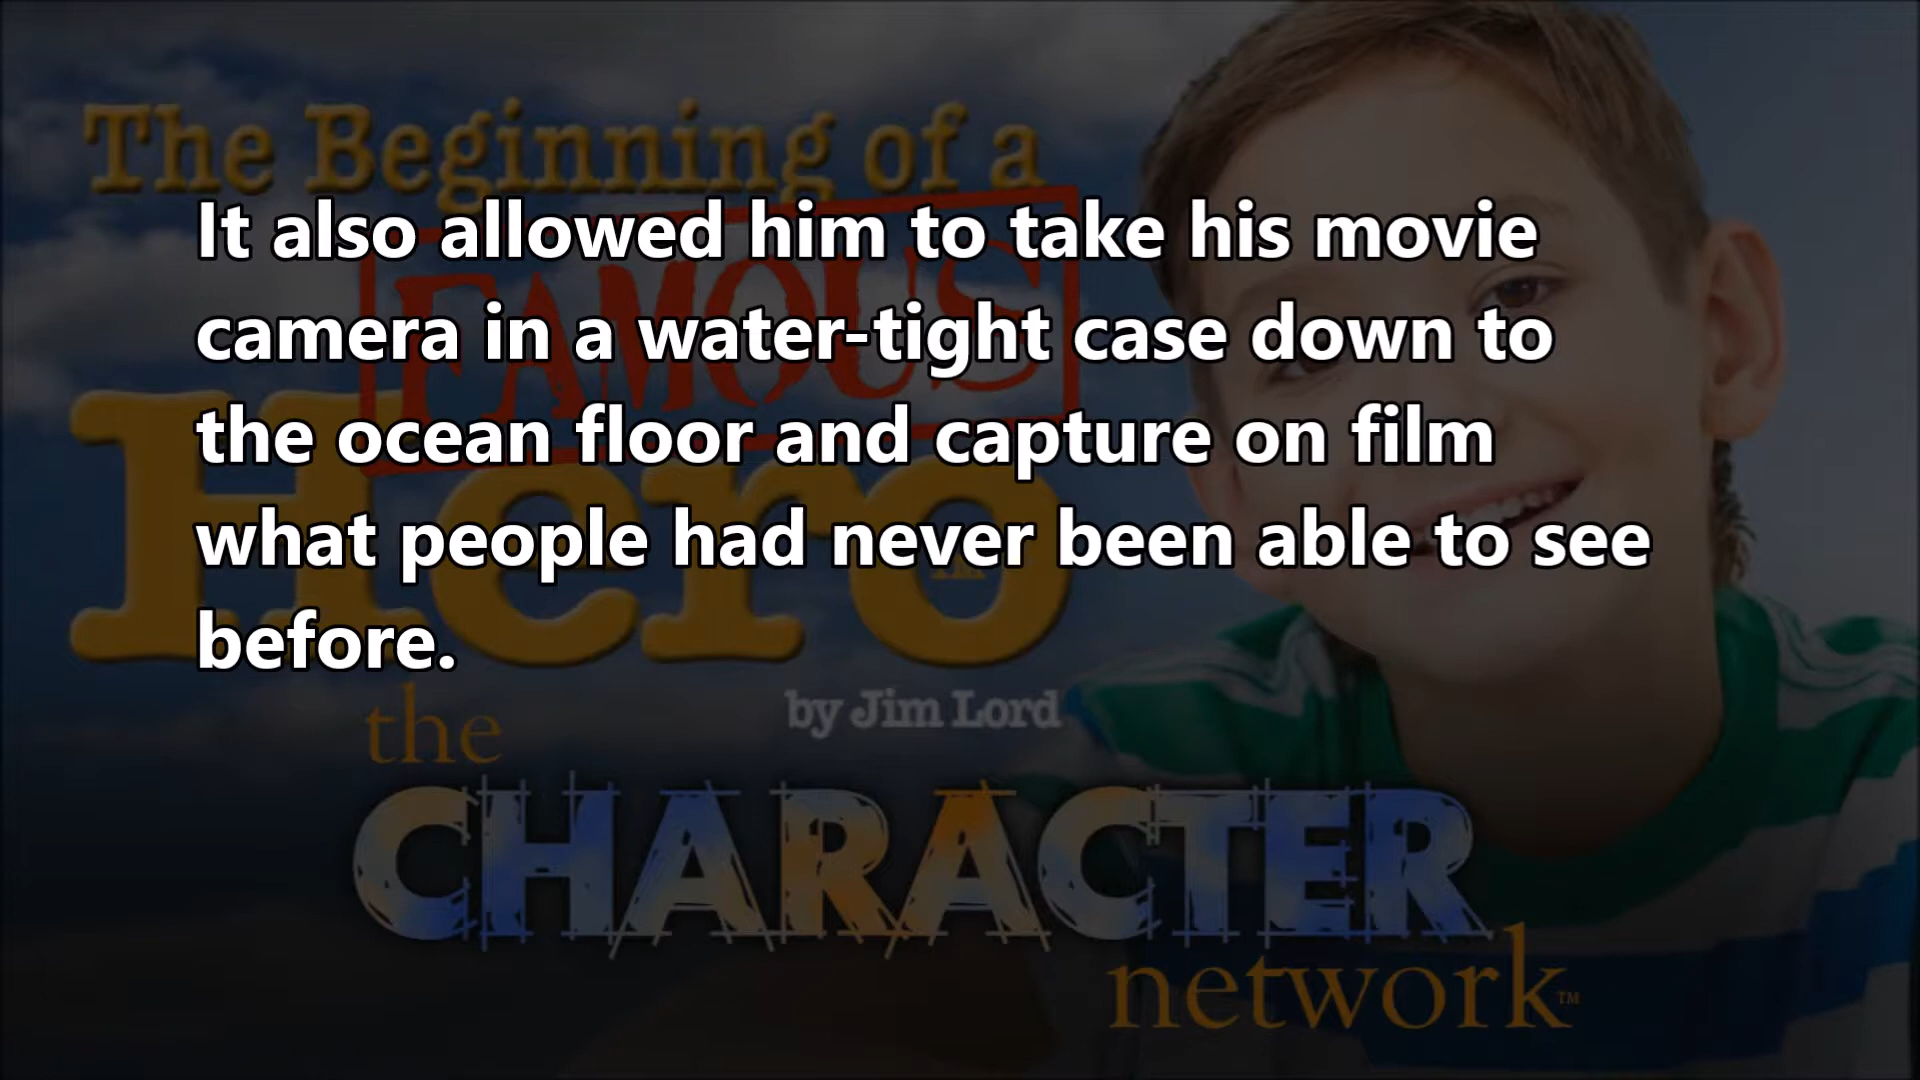 The Beginning of a
FAMOUS
Hero
by Jim Lord
It also allowed him to take his movie
camera in a water-tight case down to
the ocean floor and capture on film
what people had never been able to see
before.
the
CHARACTER
network™